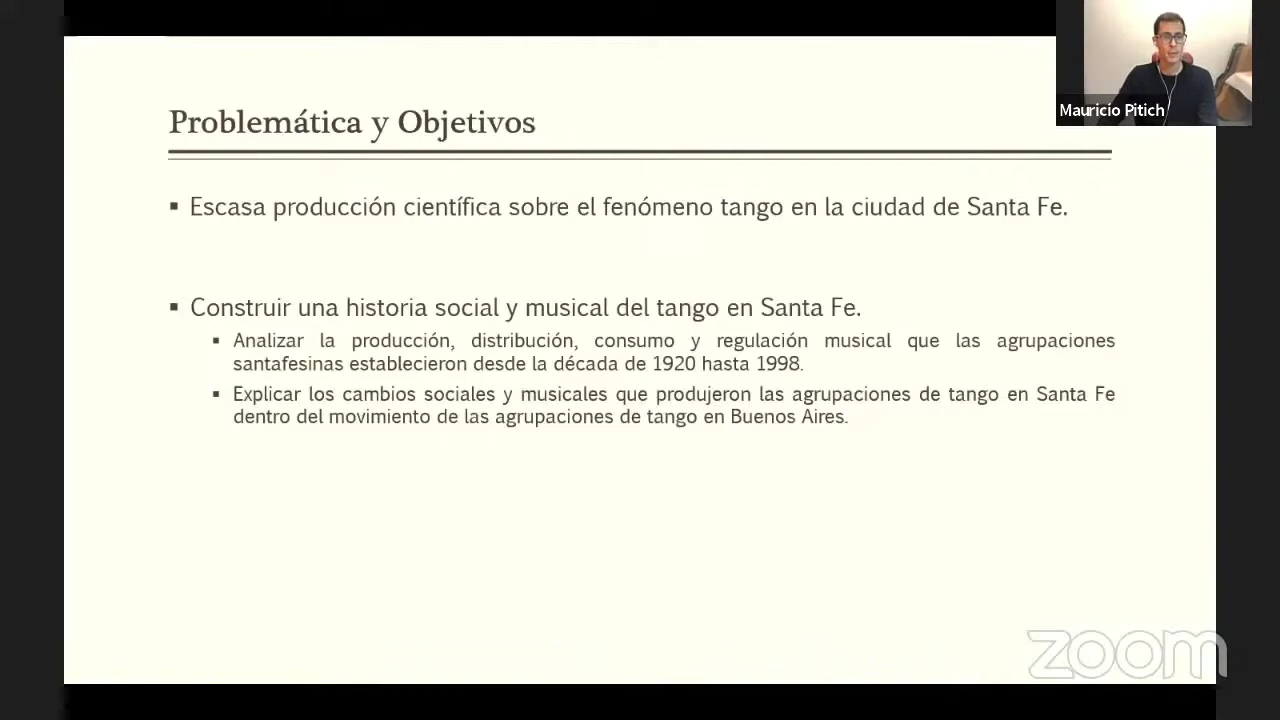 Problemática y Objetivos
Mauricio Pitich
▪ Escasa producción científica sobre el fenómeno tango en la ciudad de Santa Fe.
▪ Construir una historia social y musical del tango en Santa Fe.
▪ Analizar la producción, distribución, consumo y regulación musical que las agrupaciones
santafesinas establecieron desde la década de 1920 hasta 1998.
▪ Explicar los cambios sociales y musicales que produjeron las agrupaciones de tango en Santa Fe
dentro del movimiento de las agrupaciones de tango en Buenos Aires.
zoom